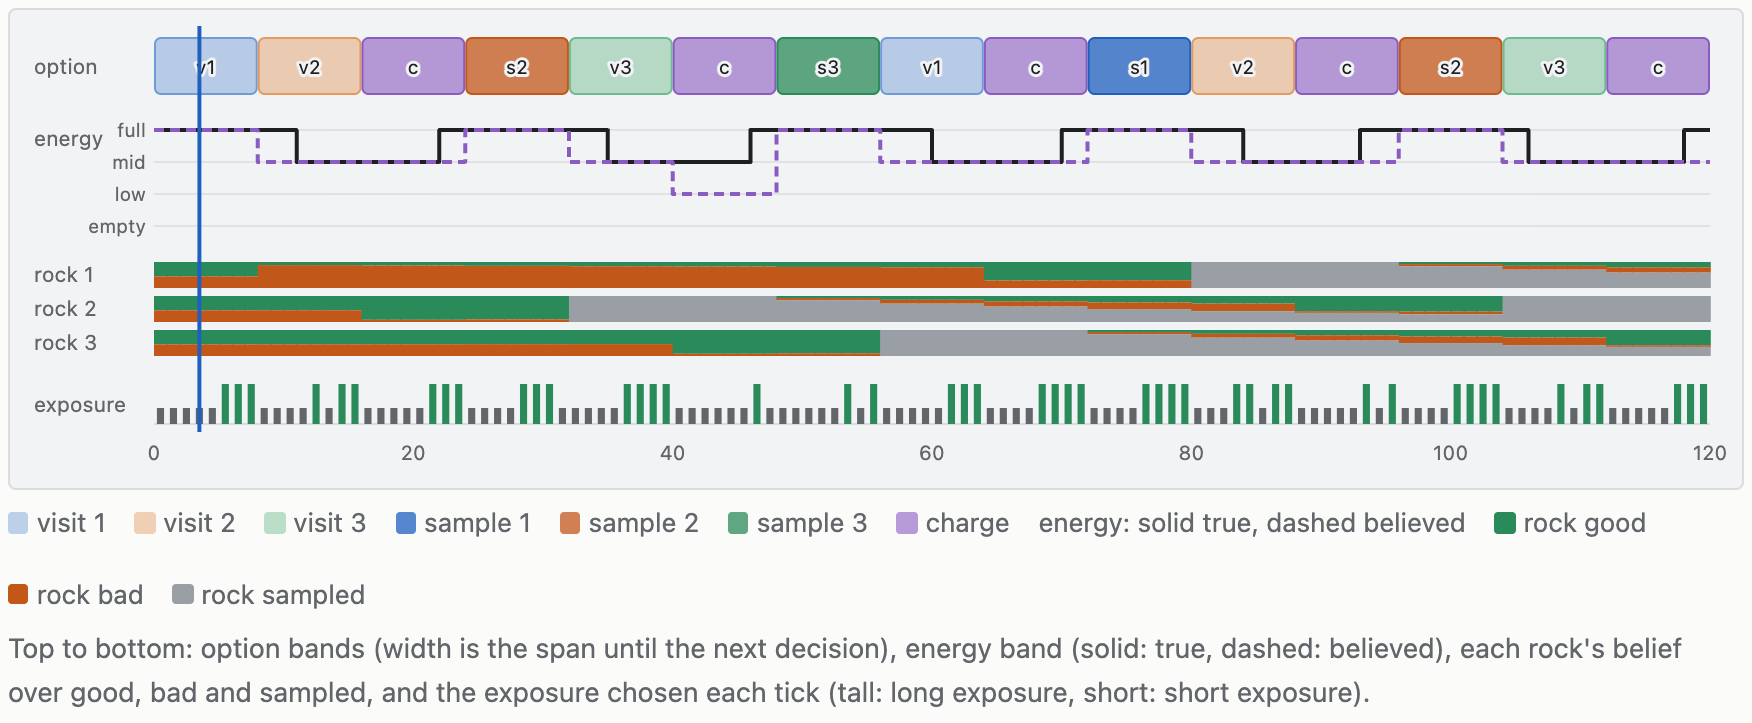 option v1 v2 c s2 v3 c s3 v1 c s1 v2 c s2 v3 c
energy full
mid
low
empty
rock 1
rock 2
rock 3
exposure
0 20 40 60 80 100 120
visit 1 visit 2 visit 3 sample 1 sample 2 sample 3 charge energy: solid true, dashed believed rock good
rock bad rock sampled
Top to bottom: option bands (width is the span until the next decision), energy band (solid: true, dashed: believed), each rock's belief
over good, bad and sampled, and the exposure chosen each tick (tall: long exposure, short: short exposure).